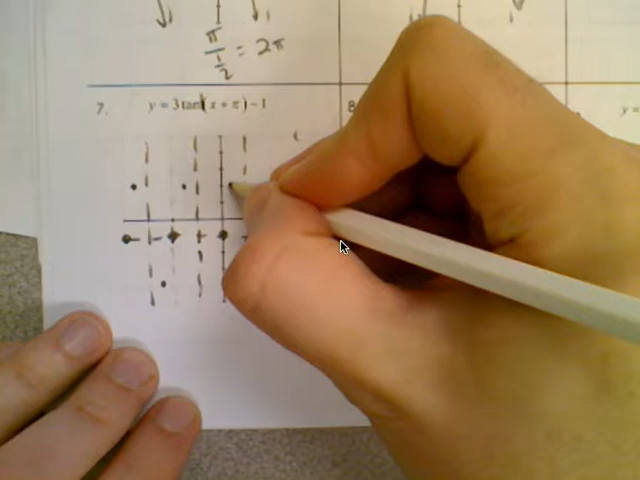 π/(1/2) = 2π
7. y = 3 tan(x + π) − 1
8
y =